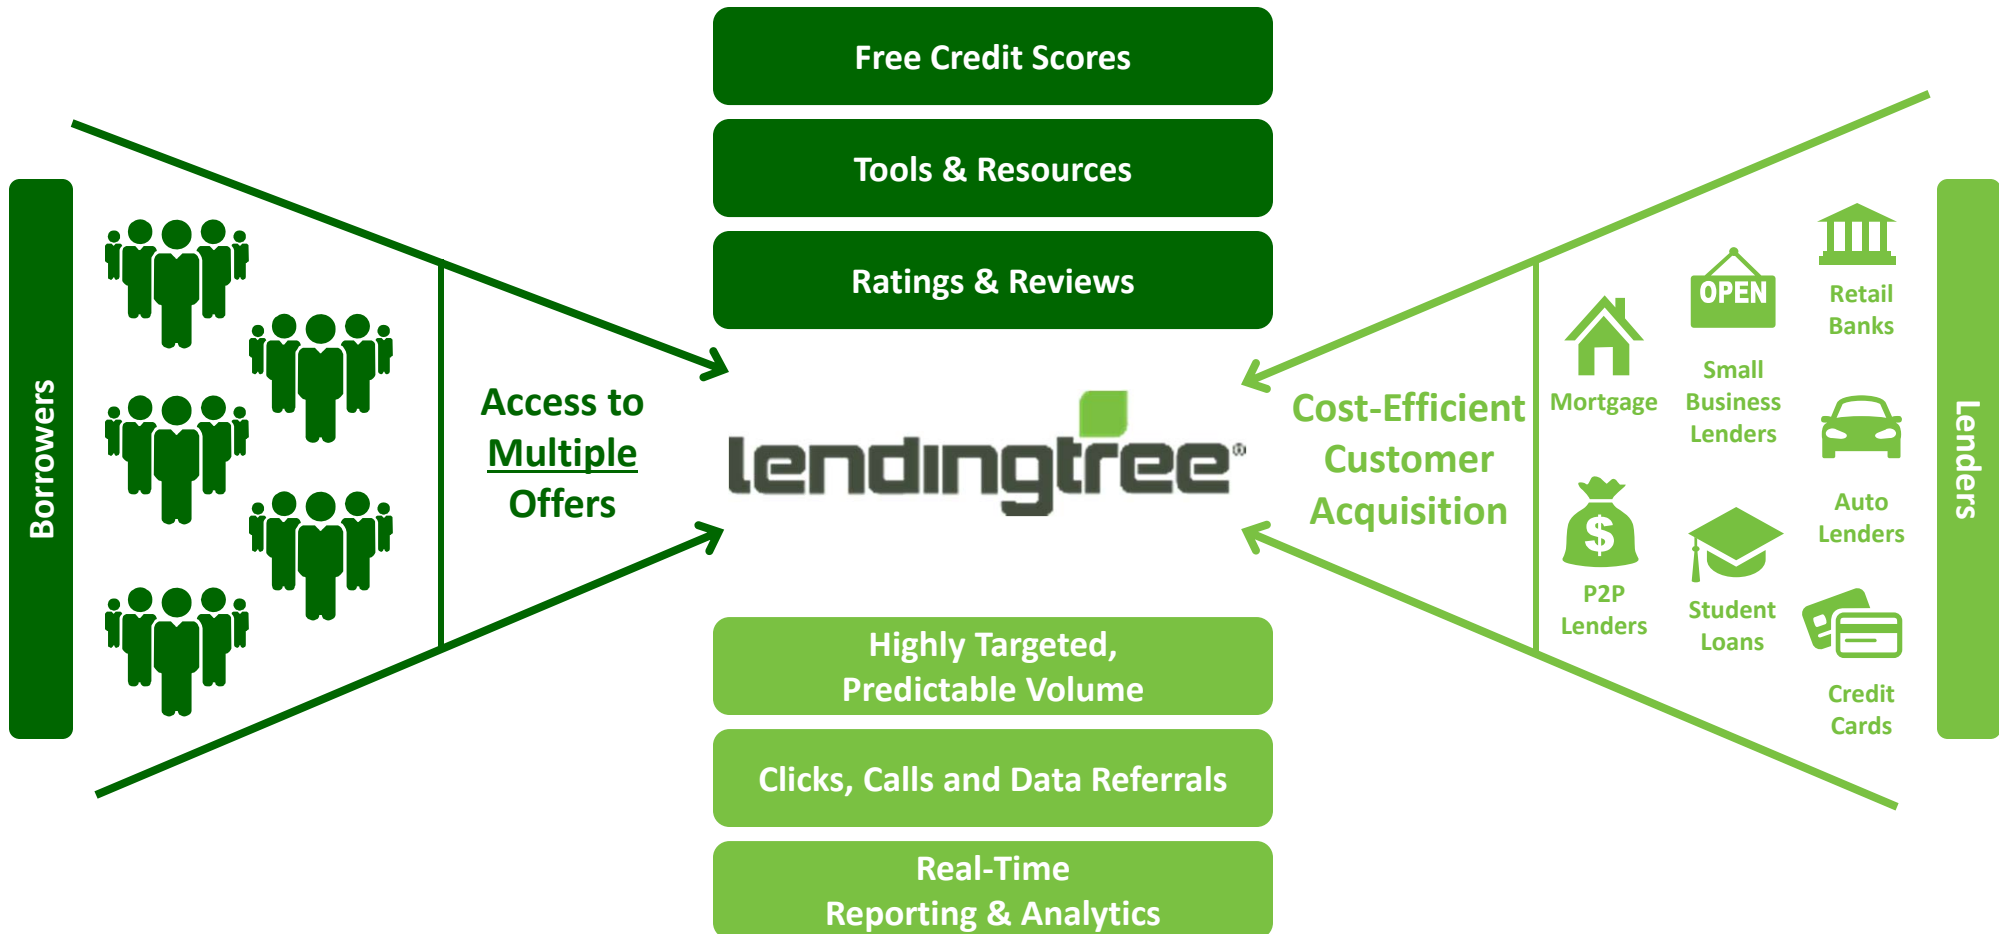 Free Credit Scores
Tools & Resources
Ratings & Reviews
Borrowers
Access to
Multiple
Offers
lendingtree®
Cost-Efficient
Customer
Acquisition
Mortgage
OPEN
Small
Business
Lenders
Retail
Banks
Auto
Lenders
$
P2P
Lenders
Student
Loans
Credit
Cards
Lenders
Highly Targeted,
Predictable Volume
Clicks, Calls and Data Referrals
Real-Time
Reporting & Analytics